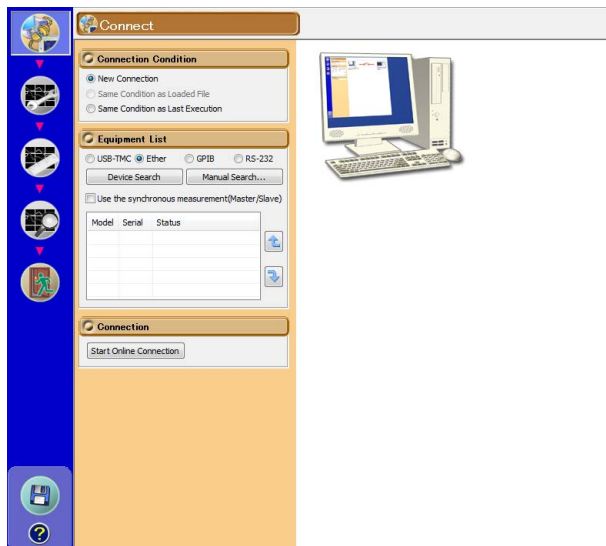 Connect
Connection Condition
New Connection
Same Condition as Loaded File
Same Condition as Last Execution
Equipment List
USB-TMC Ether GPIB RS-232
Device Search Manual Search...
Use the synchronous measurement(Master/Slave)
Model Serial Status
Connection
Start Online Connection
?